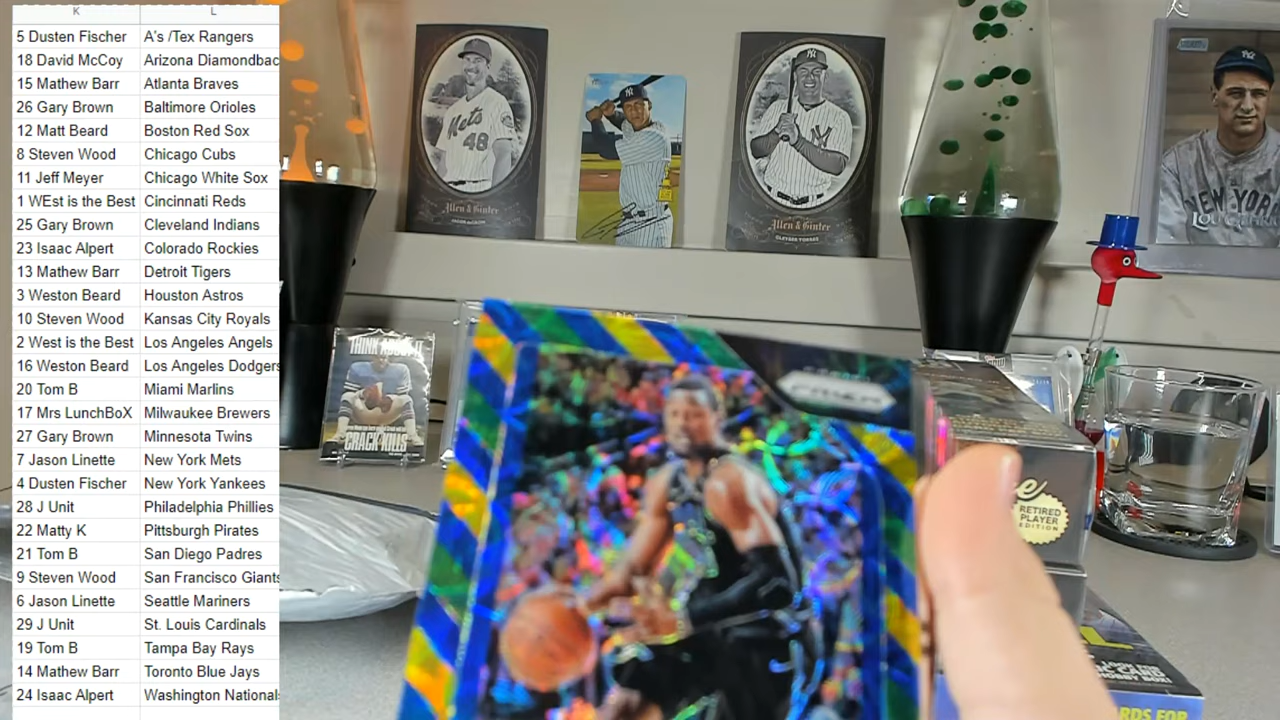 K L
5 Dusten Fischer A's /Tex Rangers
18 David McCoy Arizona Diamondbac
15 Mathew Barr Atlanta Braves
26 Gary Brown Baltimore Orioles
12 Matt Beard Boston Red Sox
8 Steven Wood Chicago Cubs
11 Jeff Meyer Chicago White Sox
1 WEst is the Best Cincinnati Reds
25 Gary Brown Cleveland Indians
23 Isaac Alpert Colorado Rockies
13 Mathew Barr Detroit Tigers
3 Weston Beard Houston Astros
10 Steven Wood Kansas City Royals
2 West is the Best Los Angeles Angels
16 Weston Beard Los Angeles Dodgers
20 Tom B Miami Marlins
17 Mrs LunchBoX Milwaukee Brewers
27 Gary Brown Minnesota Twins
7 Jason Linette New York Mets
4 Dusten Fischer New York Yankees
28 J Unit Philadelphia Phillies
22 Matty K Pittsburgh Pirates
21 Tom B San Diego Padres
9 Steven Wood San Francisco Giants
6 Jason Linette Seattle Mariners
29 J Unit St. Louis Cardinals
19 Tom B Tampa Bay Rays
14 Mathew Barr Toronto Blue Jays
24 Isaac Alpert Washington National
Mets
48
Allen & Ginter
Allen & Ginter
GLEYBER TORRES
NEW YORK
LOU GEHRIG
THINK ABOUT IT
CRACK KILLS
PRIZM
RETIRED
PLAYER
EDITION
HOBBY BOX!
RDS FOR